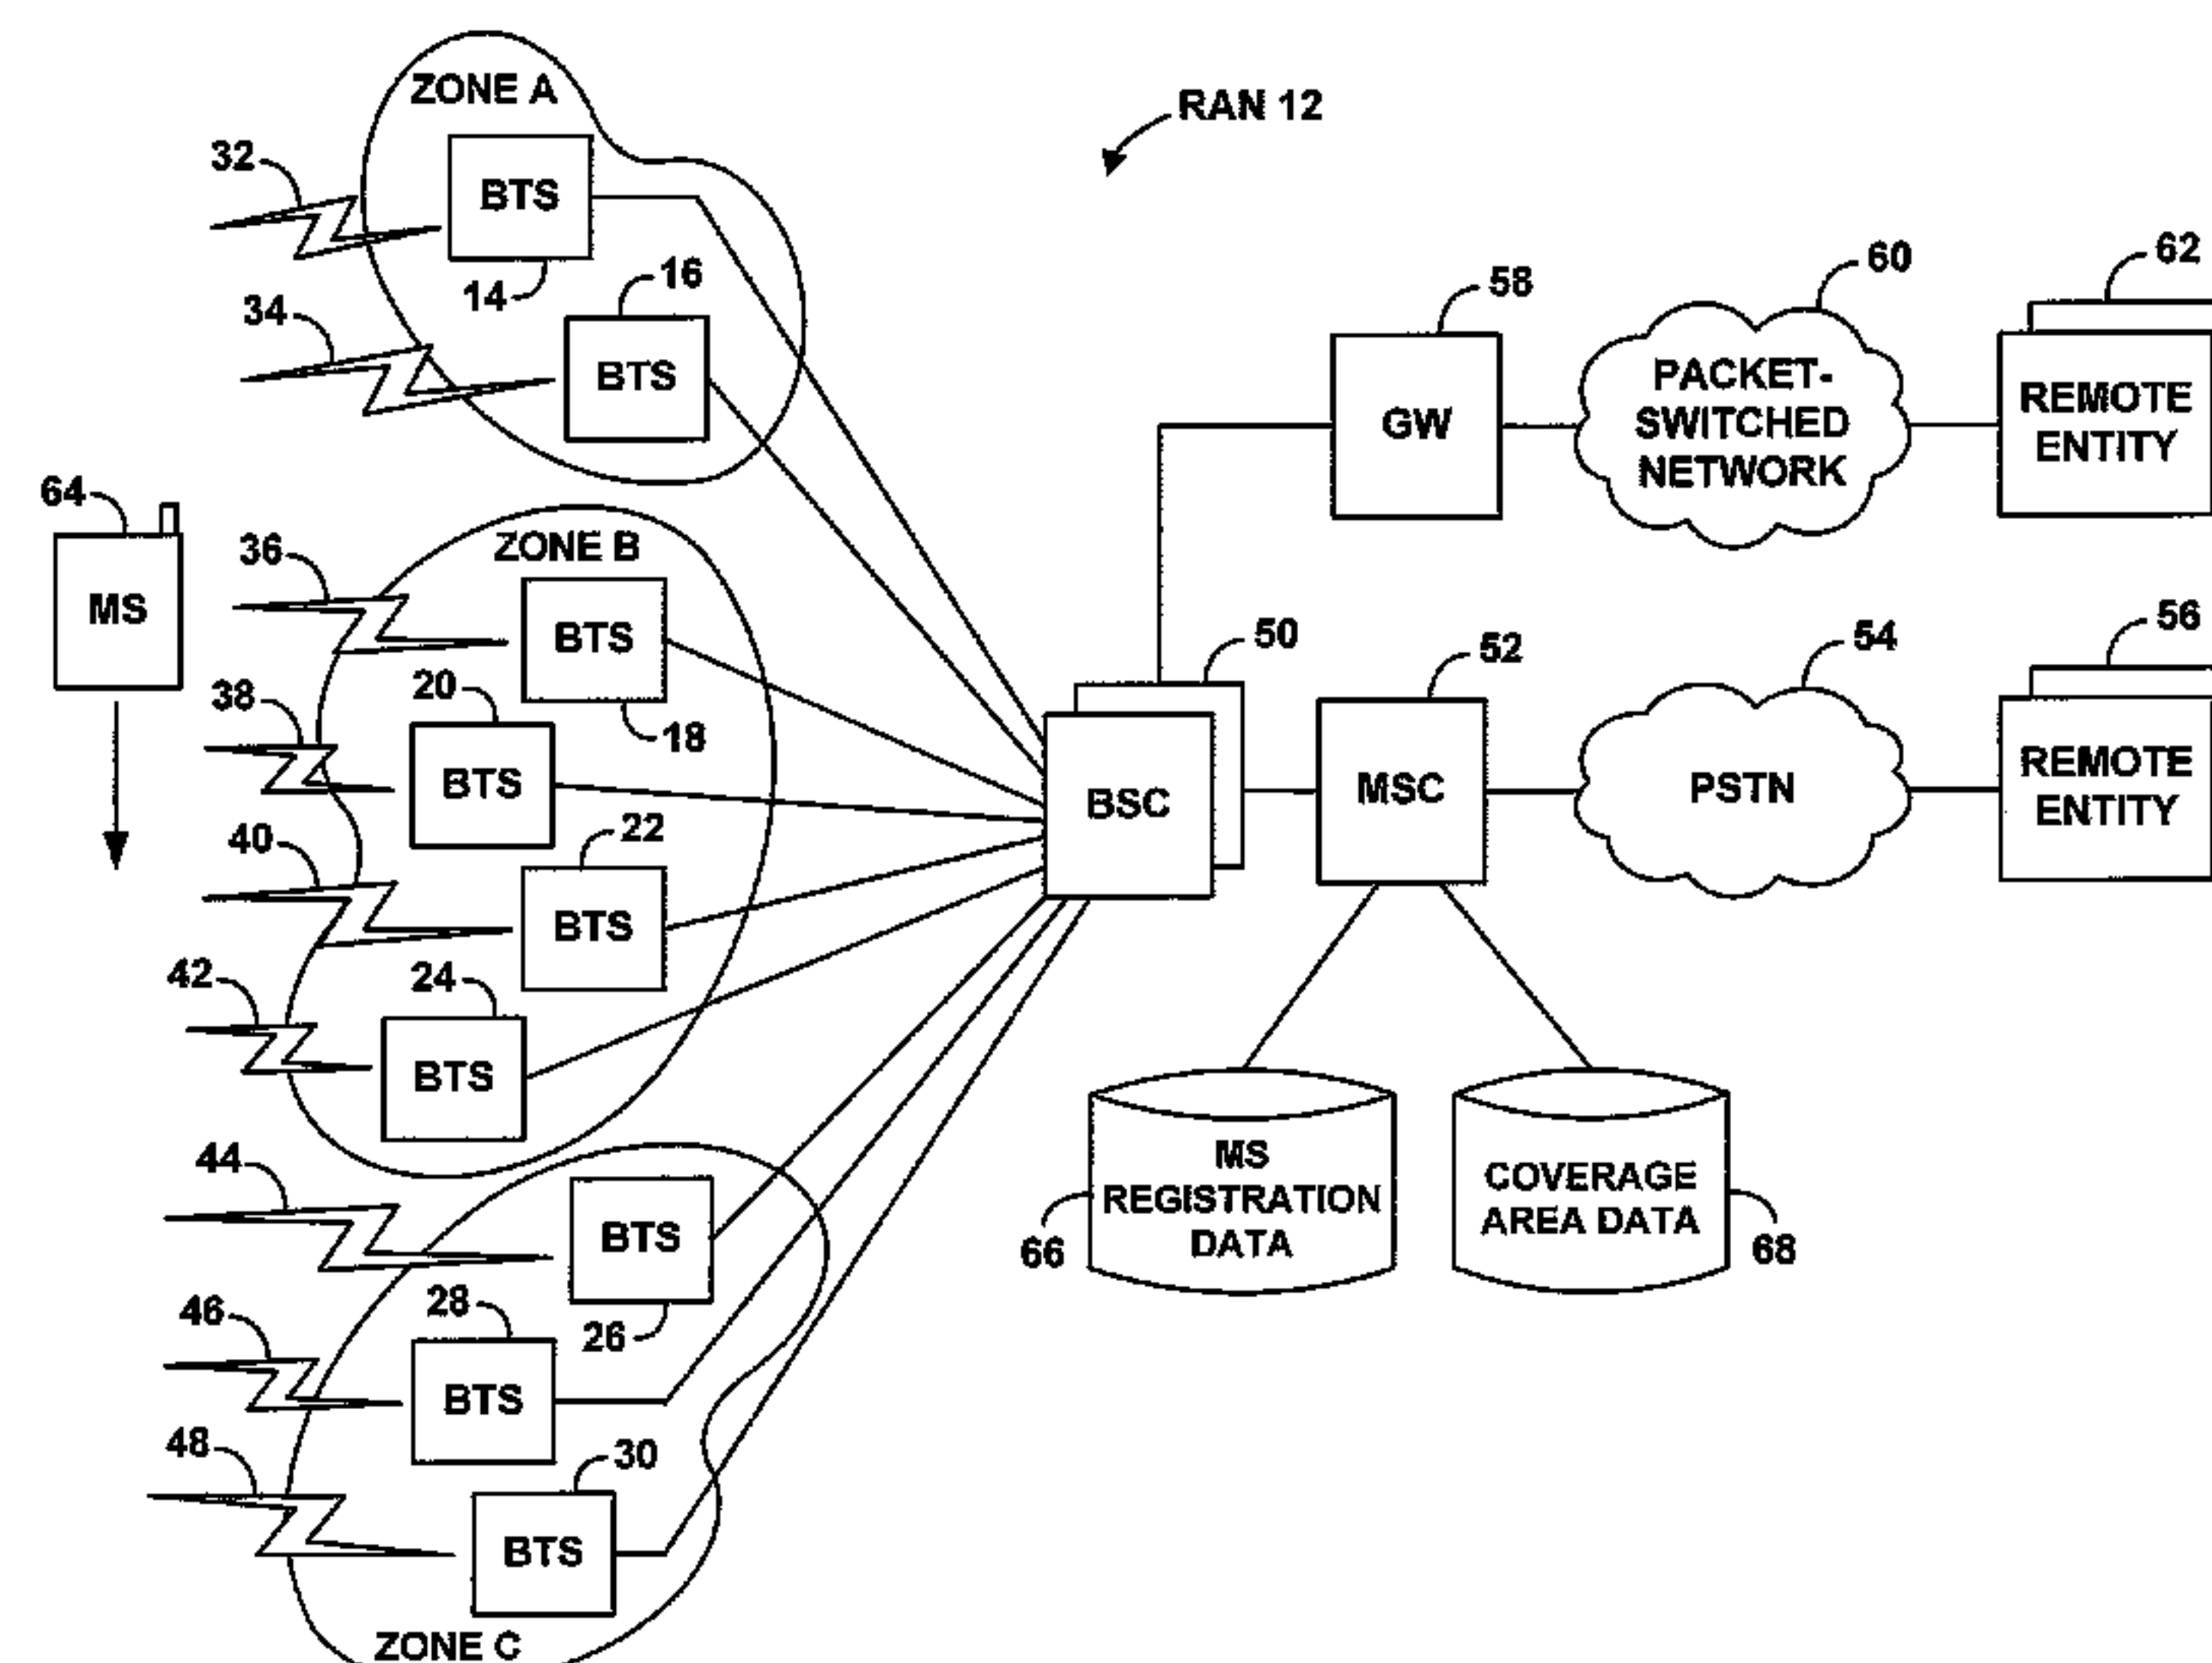 ZONE A
RAN 12
32
BTS
14
16
34
BTS
58
60
62
GW
PACKET-
SWITCHED
NETWORK
REMOTE
ENTITY
64
MS
ZONE B
36
BTS
18
38
20
BTS
40
22
BTS
42
24
BTS
50
BSC
52
MSC
54
PSTN
56
REMOTE
ENTITY
44
BTS
26
46
28
BTS
48
30
BTS
ZONE C
66
MS
REGISTRATION
DATA
COVERAGE
AREA DATA
68